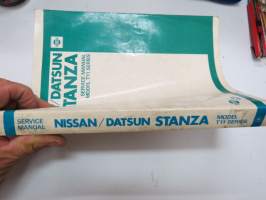 /DATSUN
STANZA
SERVICE MANUAL
MODEL T11 SERIES
SERVICE
MANUAL
NISSAN/DATSUN STANZA
MODEL
T11 SERIES